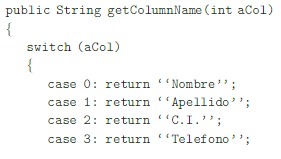 public String getColumnName(int aCol)
{
switch (aCol)
{
case 0: return ‘‘Nombre’’;
case 1: return ‘‘Apellido’’;
case 2: return ‘‘C.I.’’;
case 3: return ‘‘Telefono’’;